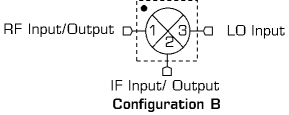 RF Input/Output 1 3 LO Input
2
IF Input/ Output
Configuration B